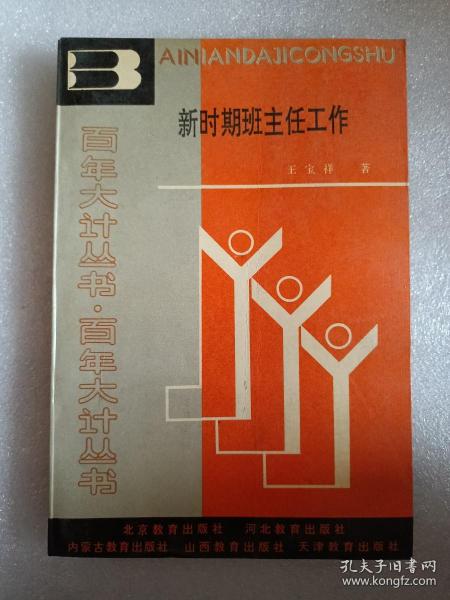 BAINIANDAJICONGSHU
新时期班主任工作
王宝祥 著
百年大计丛书·百年大计丛书
北京教育出版社 河北教育出版社
内蒙古教育出版社 山西教育出版社 天津教育出版社
孔夫子旧书网
www.kongfz.com